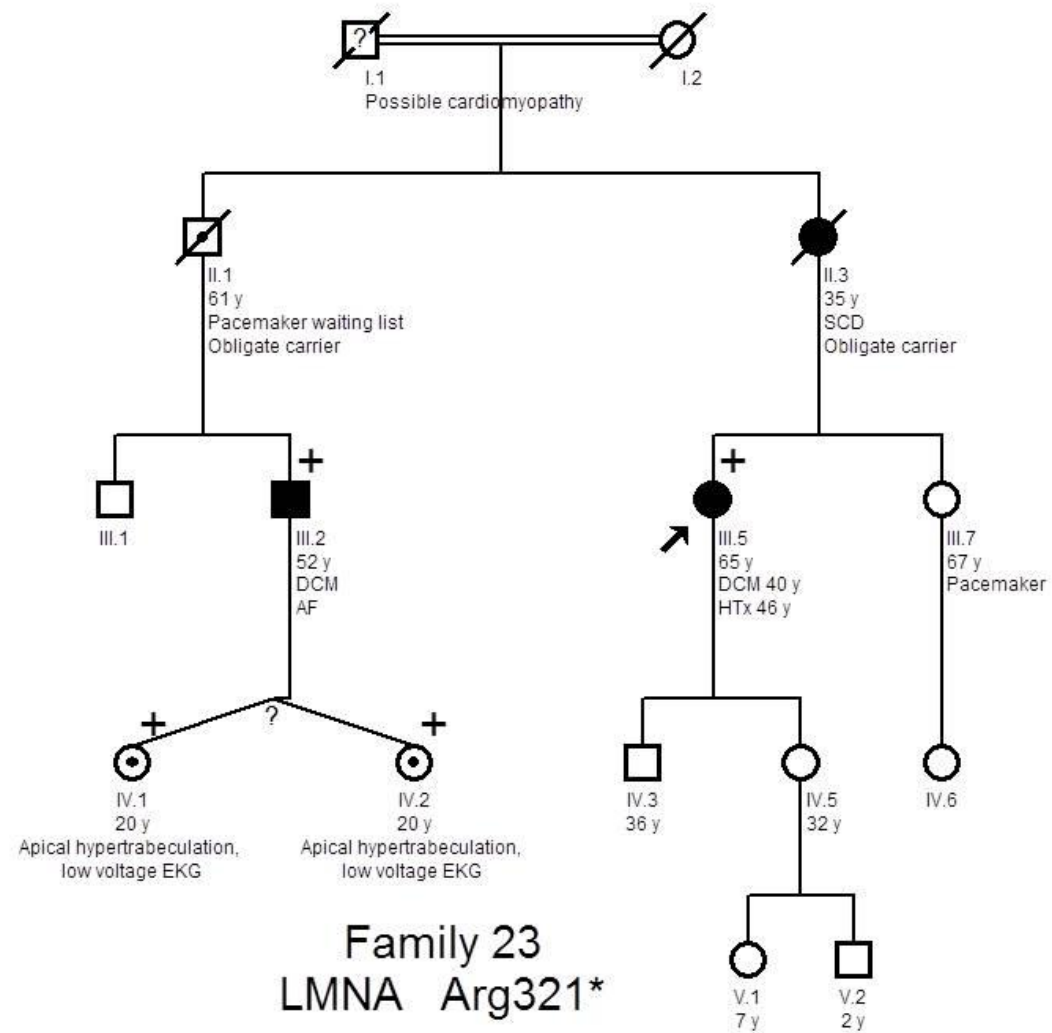 ?
I.1
Possible cardiomyopathy
I.2
II.1
61 y
Pacemaker waiting list
Obligate carrier
II.3
35 y
SCD
Obligate carrier
+
+
III.1
III.2
52 y
DCM
AF
III.5
65 y
DCM 40 y
HTx 46 y
III.7
67 y
Pacemaker
?
+
+
IV.1
20 y
Apical hypertrabeculation,
low voltage EKG
IV.2
20 y
Apical hypertrabeculation,
low voltage EKG
IV.3
36 y
IV.5
32 y
IV.6
V.1
7 y
V.2
2 y
Family 23
LMNA Arg321*